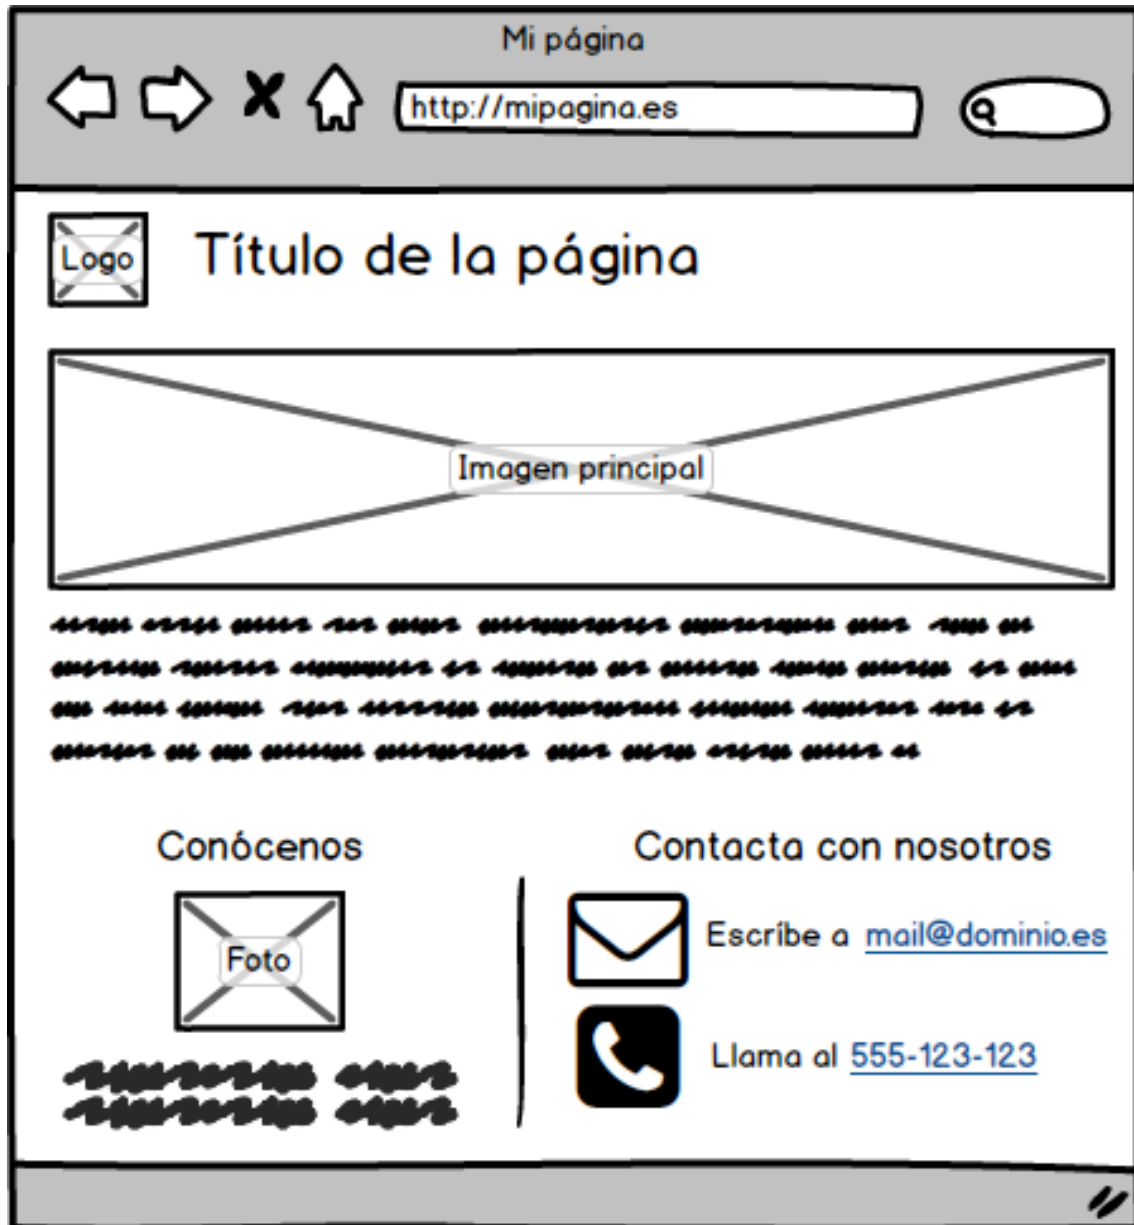 Mi página
http://mipagina.es
Logo
Título de la página
Imagen principal
Conócenos
Foto
Contacta con nosotros
Escríbe a mail@dominio.es
Llama al 555-123-123